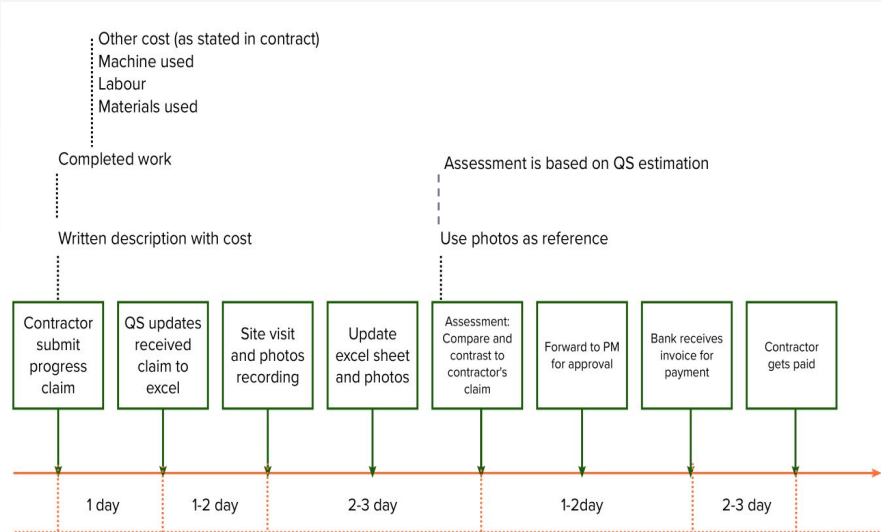 Other cost (as stated in contract)
Machine used
Labour
Materials used
Completed work
Assessment is based on QS estimation
Written description with cost
Use photos as reference
Contractor
submit
progress
claim
QS updates
received
claim to
excel
Site visit
and photos
recording
Update
excel sheet
and photos
Assessment:
Compare and
contrast to
contractor's
claim
Forward to PM
for approval
Bank receives
invoice for
payment
Contractor
gets paid
1 day
1-2 day
2-3 day
1-2day
2-3 day